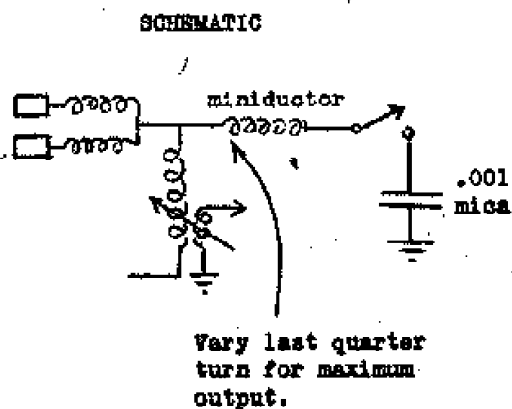 SCHEMATIC
miniductor
.001
mica
Vary last quarter
turn for maximum
output.